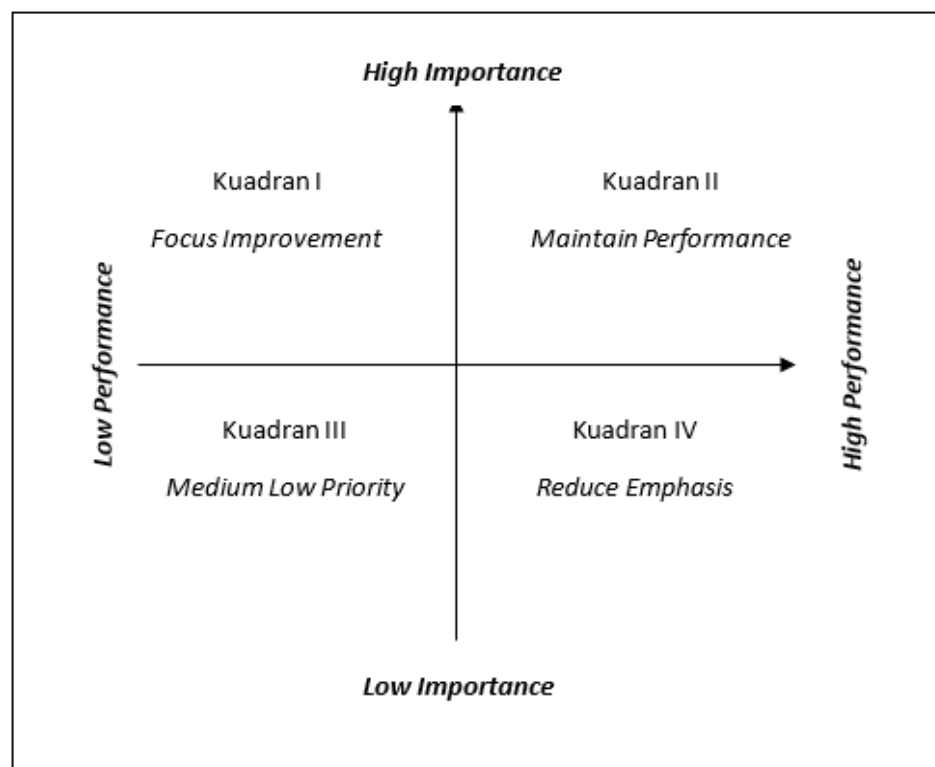 High Importance
Kuadran I
Focus Improvement
Kuadran II
Maintain Performance
Low Performance
High Performance
Kuadran III
Medium Low Priority
Kuadran IV
Reduce Emphasis
Low Importance